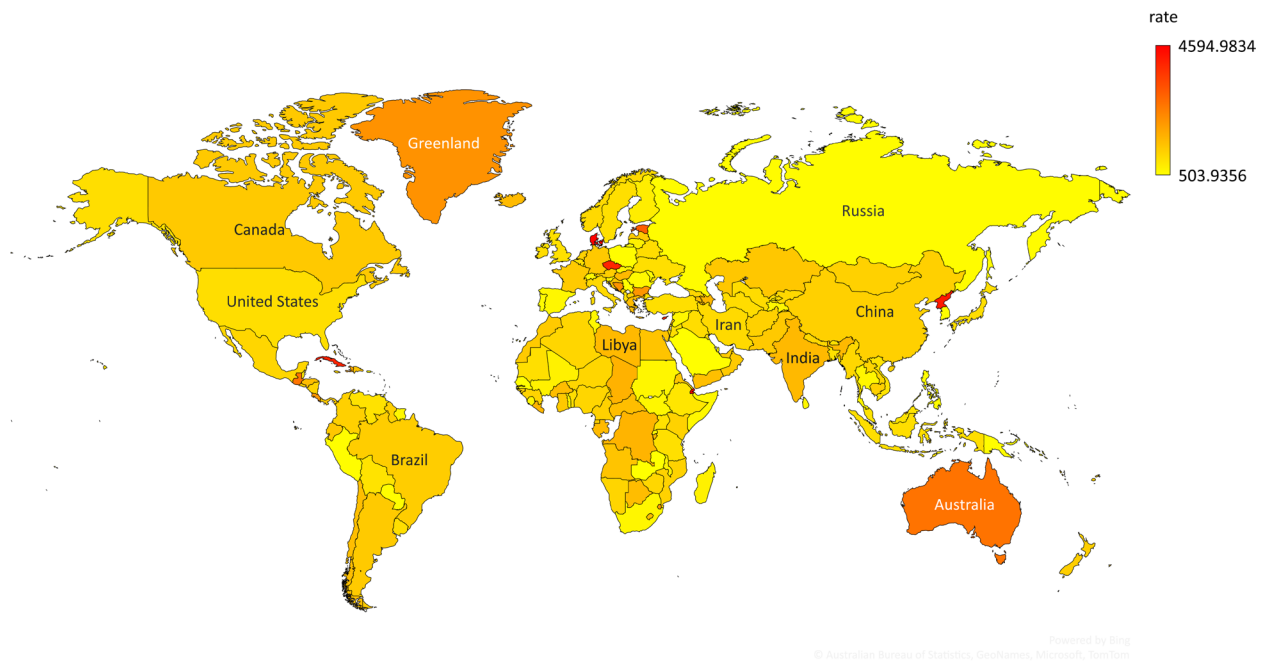 rate
4594.9834
503.9356
Greenland
Canada
Russia
United States
China
Iran
Libya
India
Brazil
Australia
Powered by Bing
© Australian Bureau of Statistics, GeoNames, Microsoft, TomTom